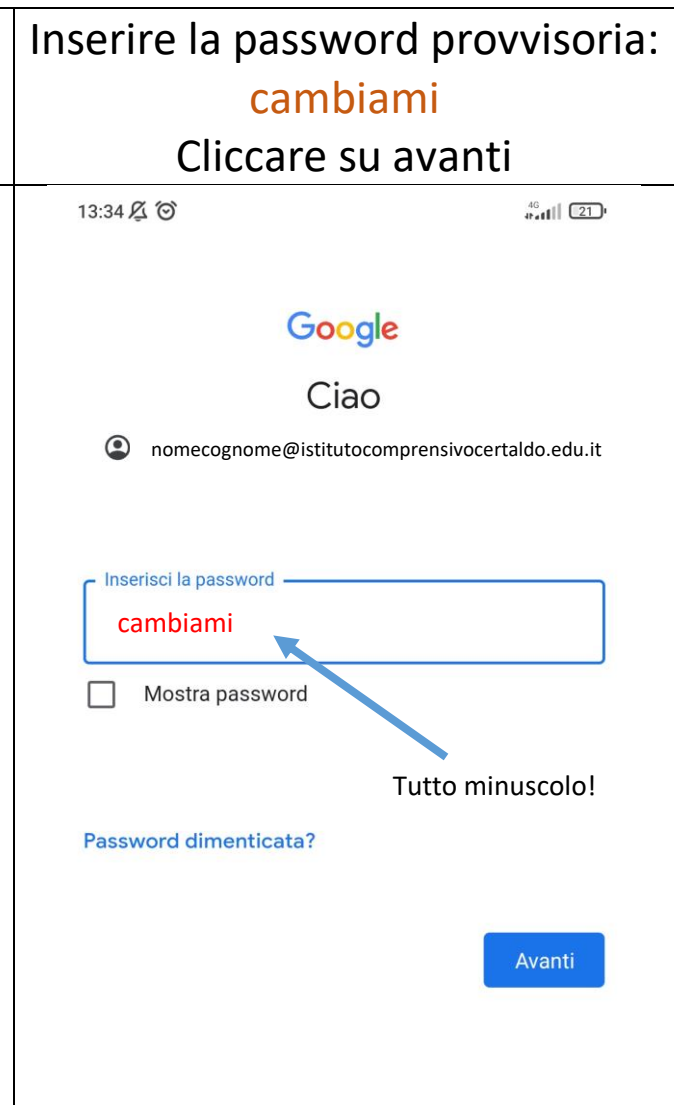 Inserire la password provvisoria:
cambiami
Cliccare su avanti
13:34
4G
21
Google
Ciao
nomecognome@istitutocomprensivocertaldo.edu.it
Inserisci la password
cambiami
Mostra password
Tutto minuscolo!
Password dimenticata?
Avanti